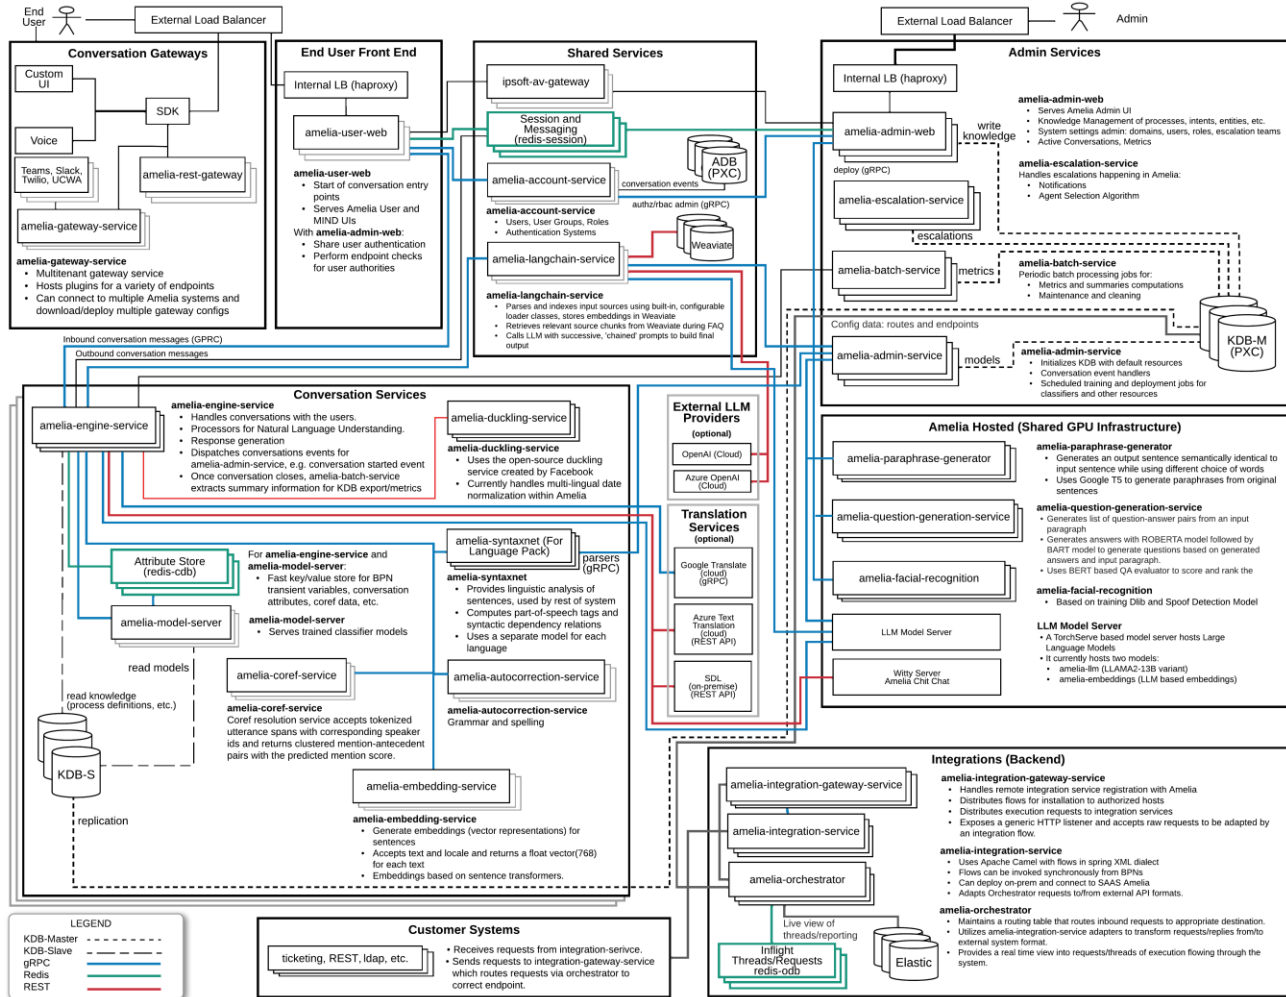 End
User
External Load Balancer
External Load Balancer
Admin
Conversation Gateways
Custom
UI
SDK
Voice
Teams, Slack,
Twilio, UCWA
amelia-rest-gateway
amelia-gateway-service
amelia-gateway-service
• Multitenant gateway service
• Hosts plugins for a variety of endpoints
• Can connect to multiple Amelia systems and
download/deploy multiple gateway configs
End User Front End
Internal LB (haproxy)
amelia-user-web
amelia-user-web
• Start of conversation entry
points
• Serves Amelia User and
MIND UIs
With amelia-admin-web:
• Share user authentication
• Perform endpoint checks
for user authorities
Shared Services
ipsoft-av-gateway
Session and
Messaging
(redis-session)
ADB
(PXC)
amelia-account-service
conversation events
authz/rbac admin (gRPC)
amelia-account-service
• Users, User Groups, Roles
• Authentication Systems
Weaviate
amelia-langchain-service
amelia-langchain-service
• Parses and indexes input sources using built-in, configurable
loader classes, stores embeddings in Weaviate
• Retrieves relevant source chunks from Weaviate during FAQ
• Calls LLM with successive, 'chained' prompts to build final
output
Admin Services
Internal LB (haproxy)
amelia-admin-web
write
knowledge
deploy (gRPC)
amelia-admin-web
• Serves Amelia Admin UI
• Knowledge Management of processes, intents, entities, etc.
• System settings admin: domains, users, roles, escalation teams
• Active Conversations, Metrics
amelia-escalation-service
Handles escalations happening in Amelia:
• Notifications
• Agent Selection Algorithm
amelia-escalation-service
escalations
amelia-batch-service
metrics
amelia-batch-service
Periodic batch processing jobs for:
• Metrics and summaries computations
• Maintenance and cleaning
KDB-M
(PXC)
Config data: routes and endpoints
amelia-admin-service
models
amelia-admin-service
• Initializes KDB with default resources
• Conversation event handlers
• Scheduled training and deployment jobs for
classifiers and other resources
Inbound conversation messages (GPRC)
Outbound conversation messages
Conversation Services
amelia-engine-service
amelia-engine-service
• Handles conversations with the users.
• Processors for Natural Language Understanding.
• Response generation
• Dispatches conversations events for
amelia-admin-service, e.g. conversation started event
• Once conversation closes, amelia-batch-service
extracts summary information for KDB export/metrics
amelia-duckling-service
amelia-duckling-service
• Uses the open-source duckling
service created by Facebook
• Currently handles multi-lingual date
normalization within Amelia
Attribute Store
(redis-cdb)
For amelia-engine-service and
amelia-model-server:
• Fast key/value store for BPN
transient variables, conversation
attributes, coref data, etc.
amelia-model-server
amelia-model-server
• Serves trained classifier models
read models
amelia-syntaxnet (For
Language Pack)
parsers
(gRPC)
amelia-syntaxnet
• Provides linguistic analysis of
sentences, used by rest of system
• Computes part-of-speech tags and
syntactic dependency relations
• Uses a separate model for each
language
amelia-coref-service
amelia-coref-service
Coref resolution service accepts tokenized
utterance spans with corresponding speaker
ids and returns clustered mention-antecedent
pairs with the predicted mention score.
amelia-autocorrection-service
amelia-autocorrection-service
Grammar and spelling
read knowledge
(process definitions, etc.)
KDB-S
replication
amelia-embedding-service
amelia-embedding-service
• Generate embeddings (vector representations) for
sentences
• Accepts text and locale and returns a float vector(768)
for each text
• Embeddings based on sentence transformers.
External LLM
Providers
(optional)
OpenAI (Cloud)
Azure OpenAI
(Cloud)
Translation
Services
(optional)
Google Translate
(cloud)
(gRPC)
Azure Text
Translation
(cloud)
(REST API)
SDL
(on-premise)
(REST API)
Amelia Hosted (Shared GPU Infrastructure)
amelia-paraphrase-generator
amelia-paraphrase-generator
• Generates an output sentence semantically identical to
input sentence while using different choice of words
• Uses Google T5 to generate paraphrases from original
sentences
amelia-question-generation-service
amelia-question-generation-service
• Generates list of question-answer pairs from an input
paragraph
• Generates answers with ROBERTA model followed by
BART model to generate questions based on generated
answers and input paragraph.
• Uses BERT based QA evaluator to score and rank the
amelia-facial-recognition
amelia-facial-recognition
• Based on training Dlib and Spoof Detection Model
LLM Model Server
LLM Model Server
• A TorchServe based model server hosts Large
Language Models
• It currently hosts two models:
• amelia-llm (LLAMA2-13B variant)
• amelia-embeddings (LLM based embeddings)
Witty Server
Amelia Chit Chat
Integrations (Backend)
amelia-integration-gateway-service
amelia-integration-service
amelia-orchestrator
Live view of
threads/reporting
Inflight
Threads/Requests
redis-odb
Elastic
amelia-integration-gateway-service
• Handles remote integration service registration with Amelia
• Distributes flows for installation to authorized hosts
• Distributes execution requests to integration services
• Exposes a generic HTTP listener and accepts raw requests to be adapted by
an integration flow.
amelia-integration-service
• Uses Apache Camel with flows in spring XML dialect
• Flows can be invoked synchronously from BPNs
• Can deploy on-prem and connect to SAAS Amelia
• Adapts Orchestrator requests to/from external API formats.
amelia-orchestrator
• Maintains a routing table that routes inbound requests to appropriate destination.
• Utilizes amelia-integration-service adapters to transform requests/replies from/to
external system format.
• Provides a real time view into requests/threads of execution flowing through the
system.
LEGEND
KDB-Master
KDB-Slave
gRPC
Redis
REST
Customer Systems
ticketing, REST, ldap, etc.
• Receives requests from integration-serivce.
• Sends requests to integration-gateway-service
which routes requests via orchestrator to
correct endpoint.